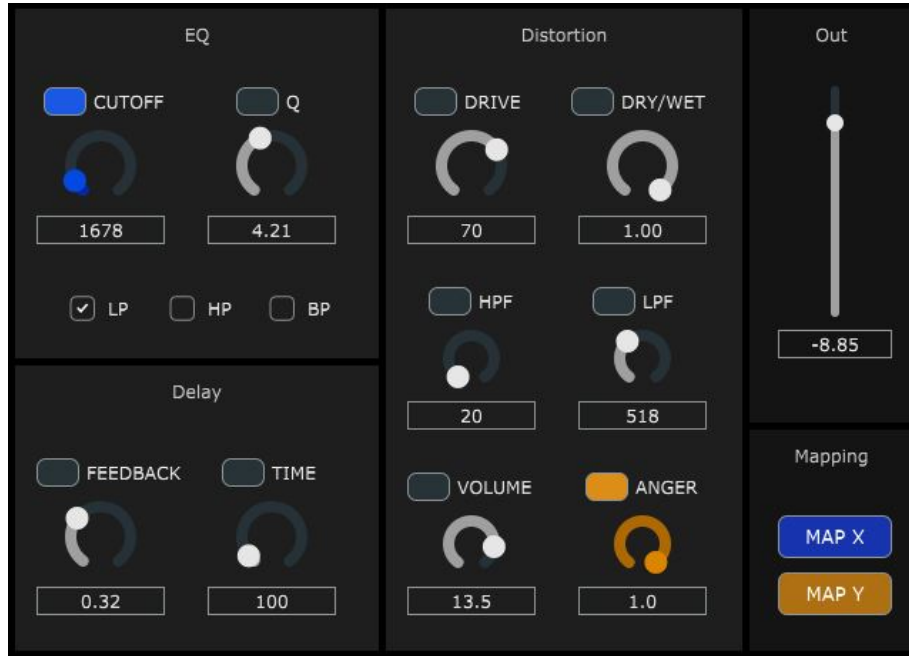 EQ
CUTOFF
Q
1678
4.21
LP
HP
BP
Delay
FEEDBACK
TIME
0.32
100
Distortion
DRIVE
DRY/WET
70
1.00
HPF
LPF
20
518
VOLUME
ANGER
13.5
1.0
Out
-8.85
Mapping
MAP X
MAP Y